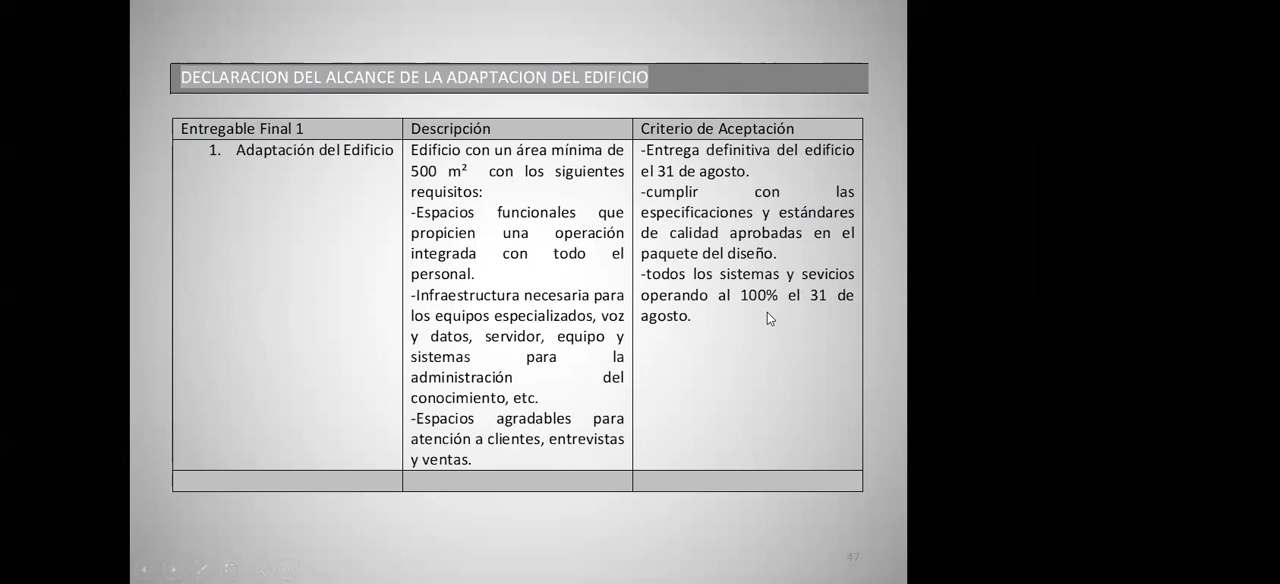 DECLARACION DEL ALCANCE DE LA ADAPTACION DEL EDIFICIO
Entregable Final 1
Descripción
Criterio de Aceptación
1. Adaptación del Edificio
Edificio con un área mínima de
500 m² con los siguientes
requisitos:
-Espacios funcionales que
propicien una operación
integrada con todo el
personal.
-Infraestructura necesaria para
los equipos especializados, voz
y datos, servidor, equipo y
sistemas para la
administración del
conocimiento, etc.
-Espacios agradables para
atención a clientes, entrevistas
y ventas.
-Entrega definitiva del edificio
el 31 de agosto.
-cumplir con las
especificaciones y estándares
de calidad aprobadas en el
paquete del diseño.
-todos los sistemas y sevicios
operando al 100% el 31 de
agosto.
47